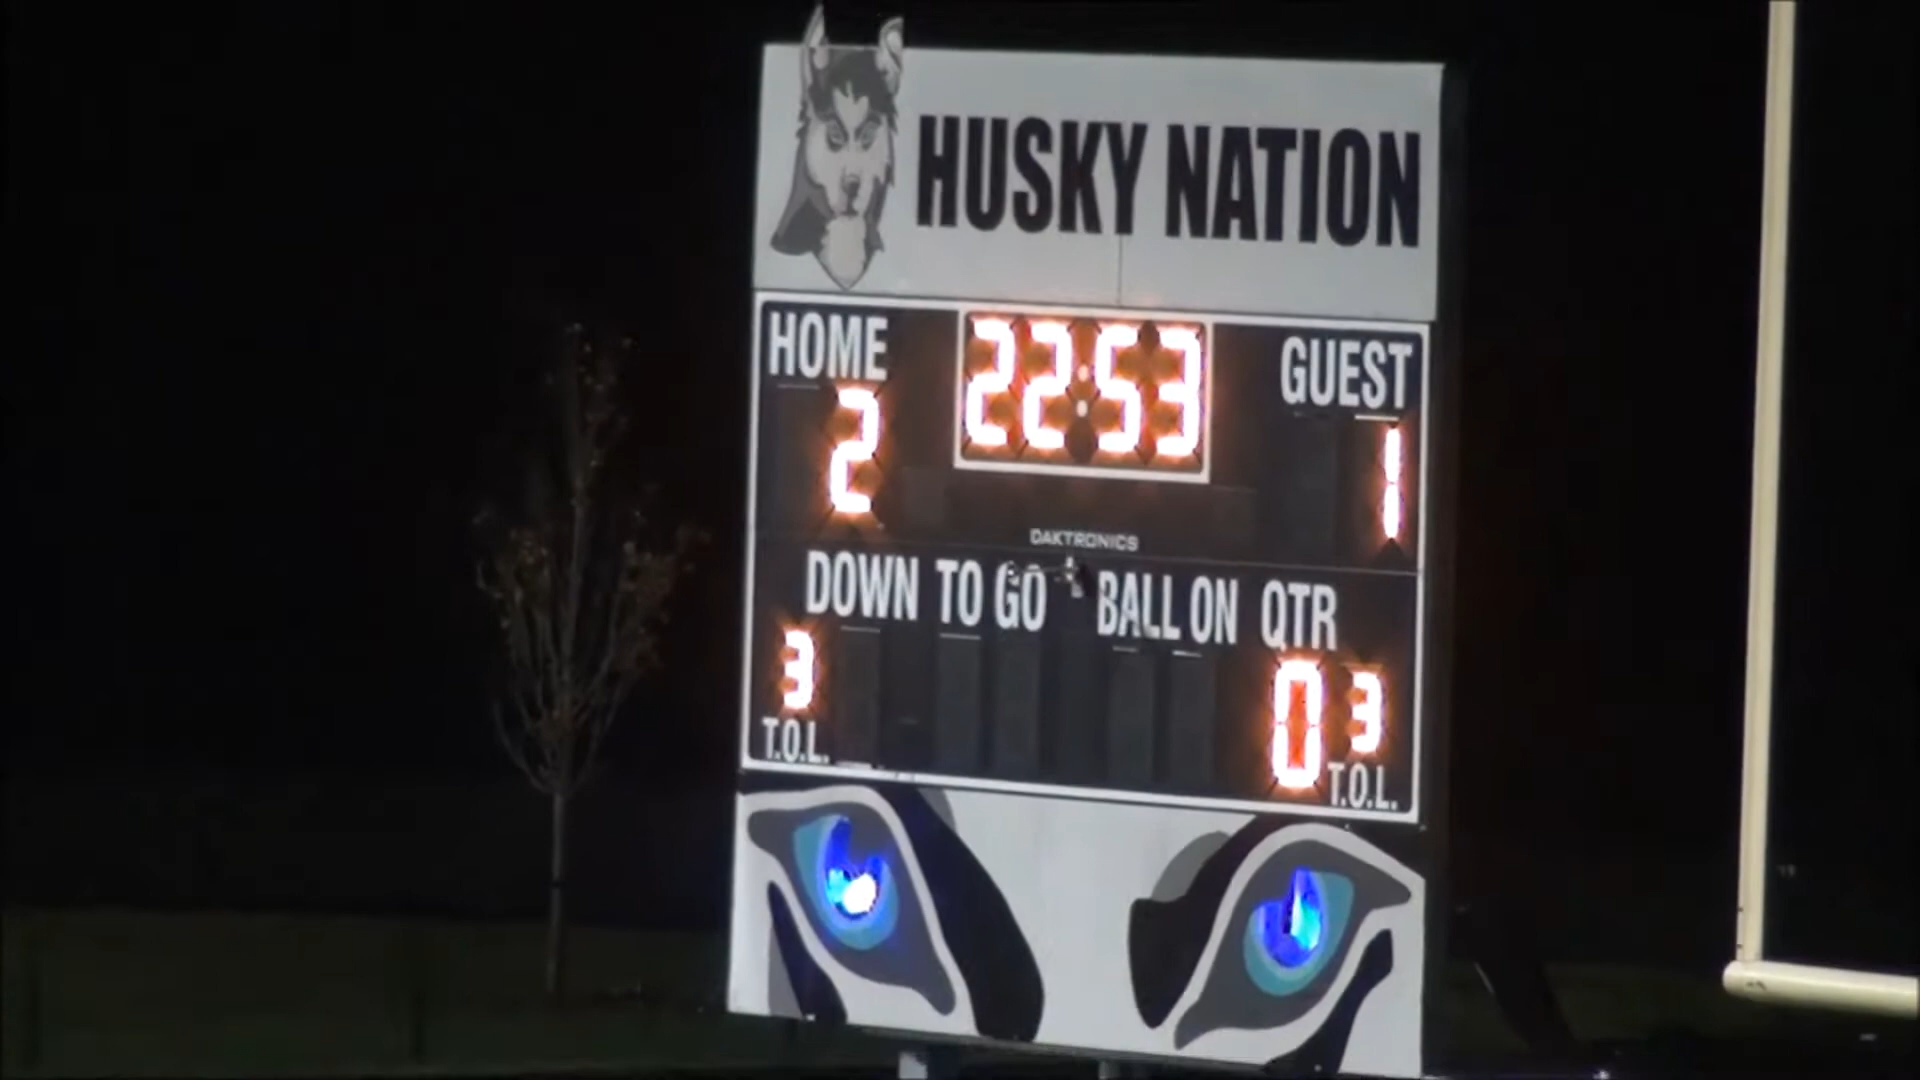 HUSKY NATION
HOME 22:53 GUEST
2 1
DAKTRONICS
DOWN TO GO BALL ON QTR
3 0 3
T.O.L. T.O.L.